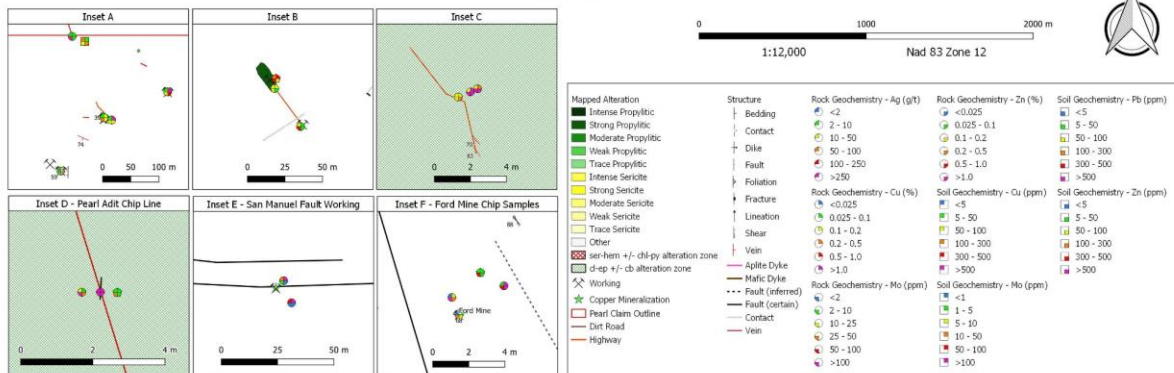 Inset A
39
74
59
0 50 100 m
Inset B
0 25 50 m
Inset C
70
83
0 2 4 m
Inset D - Pearl Adit Chip Line
0 2 4 m
Inset E - San Manuel Fault Working
0 25 50 m
Inset F - Ford Mine Chip Samples
88
Ford Mine
0 2 4 m
0 1000 2000 m
1:12,000 Nad 83 Zone 12
Mapped Alteration
Intense Propylitic
Strong Propylitic
Moderate Propylitic
Weak Propylitic
Trace Propylitic
Intense Sericite
Strong Sericite
Moderate Sericite
Weak Sericite
Trace Sericite
Other
ser-hem +/- chl-py alteration zone
cl-ep +/- cb alteration zone
Working
Copper Mineralization
Pearl Claim Outline
Dirt Road
Highway
Structure
Bedding
Contact
Dike
Fault
Foliation
Fracture
Lineation
Shear
Vein
Aplite Dyke
Mafic Dyke
Fault (inferred)
Fault (certain)
Contact
Vein
Rock Geochemistry - Ag (g/t)
<2
2 - 10
10 - 50
50 - 100
100 - 250
>250
Rock Geochemistry - Cu (%)
<0.025
0.025 - 0.1
0.1 - 0.2
0.2 - 0.5
0.5 - 1.0
>1.0
Rock Geochemistry - Mo (ppm)
<2
2 - 10
10 - 25
25 - 50
50 - 100
>100
Rock Geochemistry - Zn (%)
<0.025
0.025 - 0.1
0.1 - 0.2
0.2 - 0.5
0.5 - 1.0
>1.0
Soil Geochemistry - Cu (ppm)
<5
5 - 50
50 - 100
100 - 300
300 - 500
>500
Soil Geochemistry - Mo (ppm)
<1
1 - 5
5 - 10
10 - 50
50 - 100
>100
Soil Geochemistry - Pb (ppm)
<5
5 - 50
50 - 100
100 - 300
300 - 500
>500
Soil Geochemistry - Zn (ppm)
<5
5 - 50
50 - 100
100 - 300
300 - 500
>500